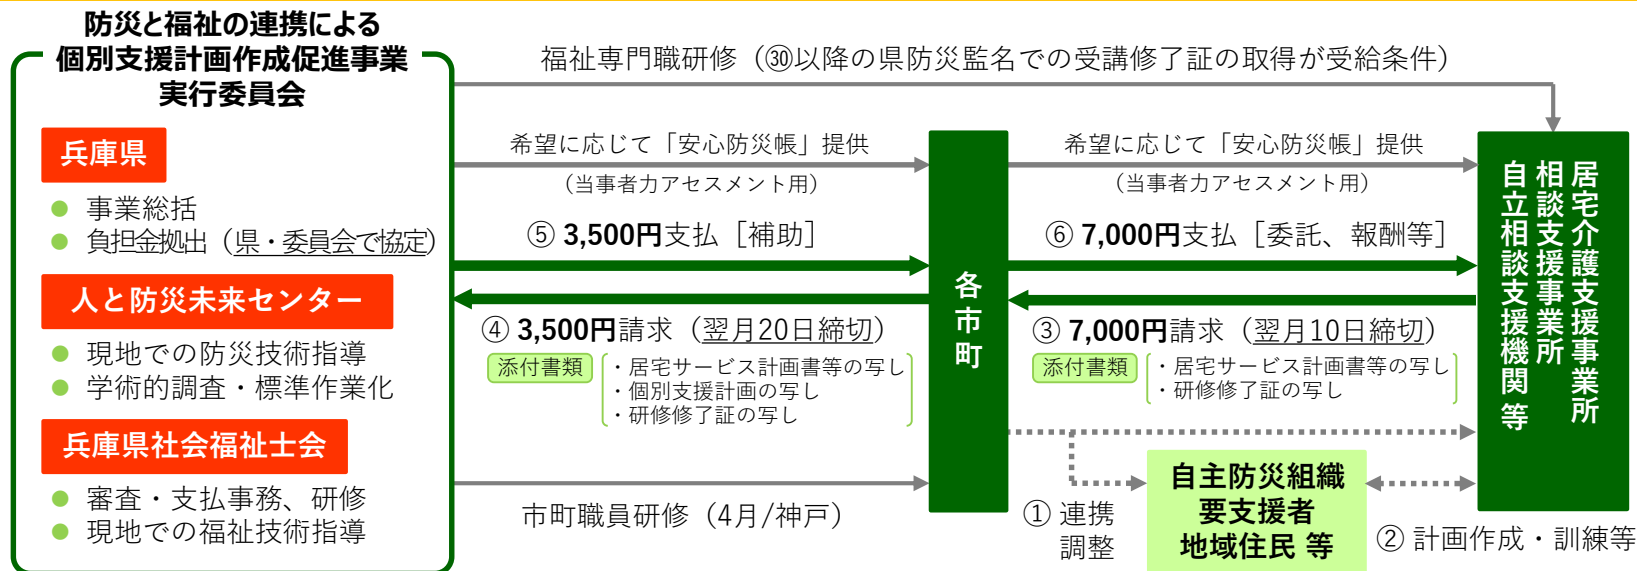 防災と福祉の連携による
個別支援計画作成促進事業
実行委員会
兵庫県
● 事業総括
● 負担金拠出（県・委員会で協定）
人と防災未来センター
● 現地での防災技術指導
● 学術的調査・標準作業化
兵庫県社会福祉士会
● 審査・支払事務、研修
● 現地での福祉技術指導
福祉専門職研修（㉚以降の県防災監名での受講修了証の取得が受給条件）
希望に応じて「安心防災帳」提供
（当事者力アセスメント用）
⑤ 3,500円支払［補助］
④ 3,500円請求（翌月20日締切）
添付書類
・居宅サービス計画書等の写し
・個別支援計画の写し
・研修修了証の写し
市町職員研修（4月/神戸）
各市町
希望に応じて「安心防災帳」提供
（当事者力アセスメント用）
⑥ 7,000円支払［委託、報酬等］
③ 7,000円請求（翌月10日締切）
添付書類
・居宅サービス計画書等の写し
・研修修了証の写し
① 連携
調整
自主防災組織
要支援者
地域住民 等
② 計画作成・訓練等
居宅介護支援事業所
相談支援事業所
自立相談支援機関 等